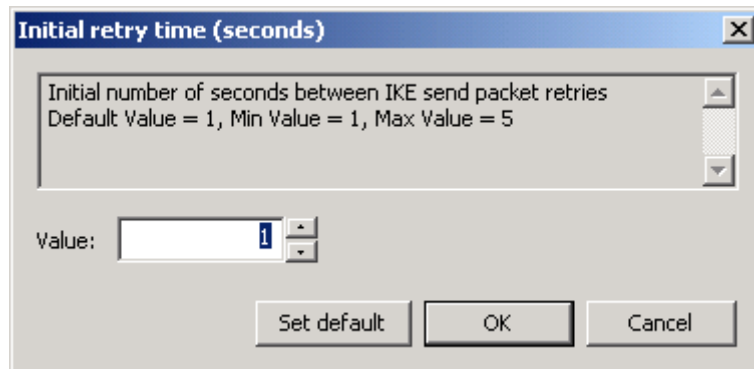 Initial retry time (seconds)
Initial number of seconds between IKE send packet retries
Default Value = 1, Min Value = 1, Max Value = 5
Value: 1
Set default OK Cancel